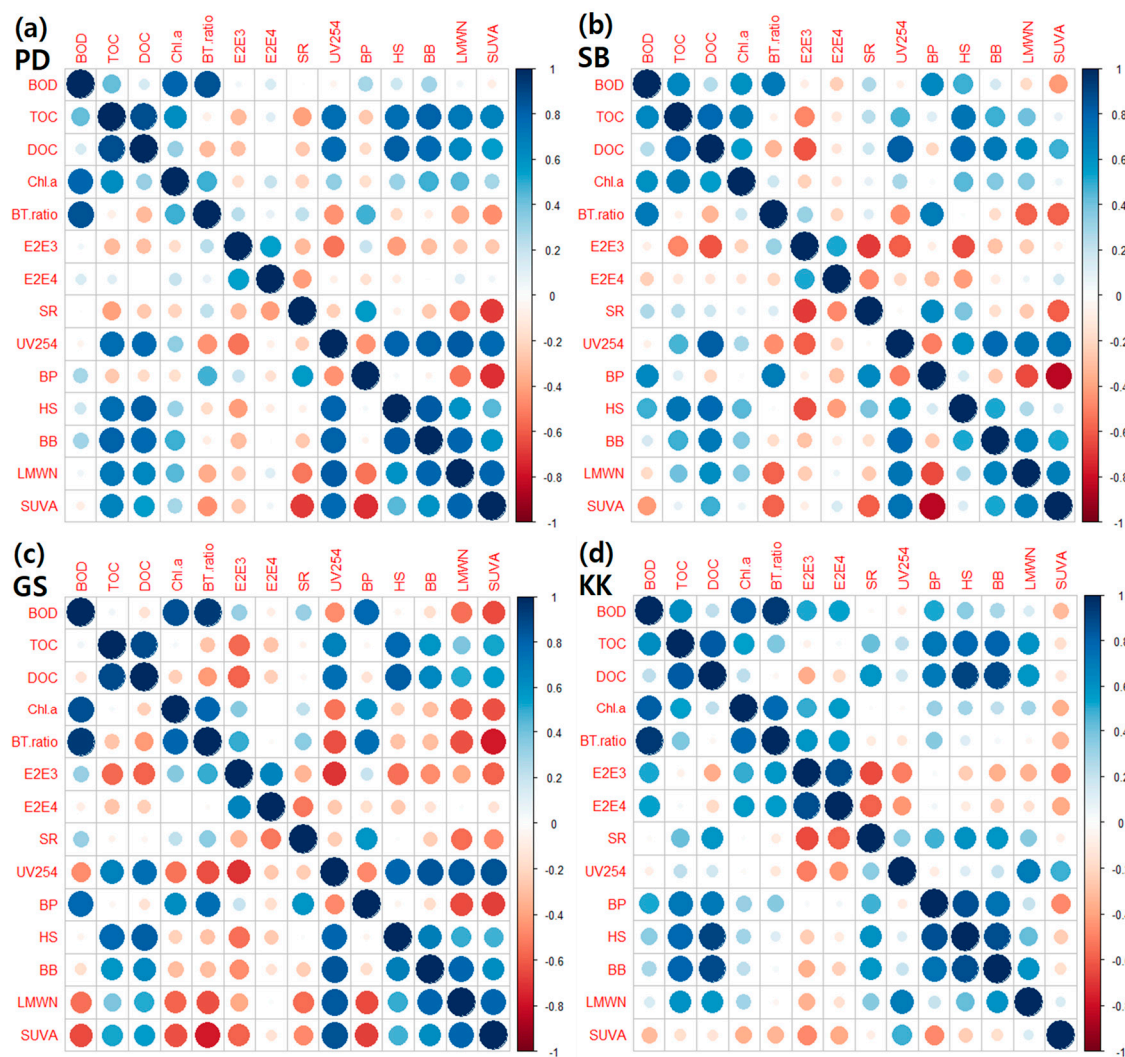 (a)
PD
BOD TOC DOC Chl.a BT.ratio E2E3 E2E4 SR UV254 BP HS BB LMWN SUVA
BOD
TOC
DOC
Chl.a
BT.ratio
E2E3
E2E4
SR
UV254
BP
HS
BB
LMWN
SUVA
1
0.8
0.6
0.4
0.2
0
-0.2
-0.4
-0.6
-0.8
-1
(b)
SB
BOD TOC DOC Chl.a BT.ratio E2E3 E2E4 SR UV254 BP HS BB LMWN SUVA
BOD
TOC
DOC
Chl.a
BT.ratio
E2E3
E2E4
SR
UV254
BP
HS
BB
LMWN
SUVA
1
0.8
0.6
0.4
0.2
0
-0.2
-0.4
-0.6
-0.8
-1
(c)
GS
BOD TOC DOC Chl.a BT.ratio E2E3 E2E4 SR UV254 BP HS BB LMWN SUVA
BOD
TOC
DOC
Chl.a
BT.ratio
E2E3
E2E4
SR
UV254
BP
HS
BB
LMWN
SUVA
1
0.8
0.6
0.4
0.2
0
-0.2
-0.4
-0.6
-0.8
-1
(d)
KK
BOD TOC DOC Chl.a BT.ratio E2E3 E2E4 SR UV254 BP HS BB LMWN SUVA
BOD
TOC
DOC
Chl.a
BT.ratio
E2E3
E2E4
SR
UV254
BP
HS
BB
LMWN
SUVA
1
0.8
0.6
0.4
0.2
0
-0.2
-0.4
-0.6
-0.8
-1